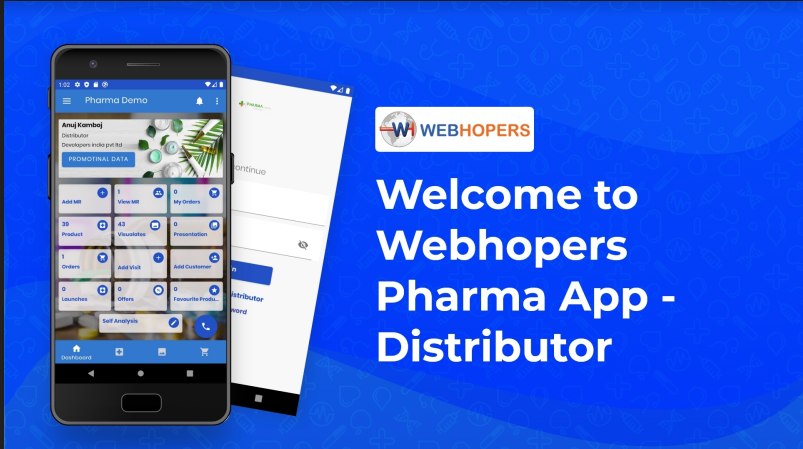 1:02
Pharma Demo
Anuj Kamboj
Distributor
Developers india pvt ltd
PROMOTINAL DATA
Add MR
1
View MR
0
My Orders
39
Product
43
Visualates
0
Presentation
1
Orders
Add Visit
Add Customer
0
Launches
0
Offers
0
Favourite Produ...
Self Analysis
Dashboard
ontinue
n
istributor
word
WEBHOPERS
Welcome to
Webhopers
Pharma App -
Distributor